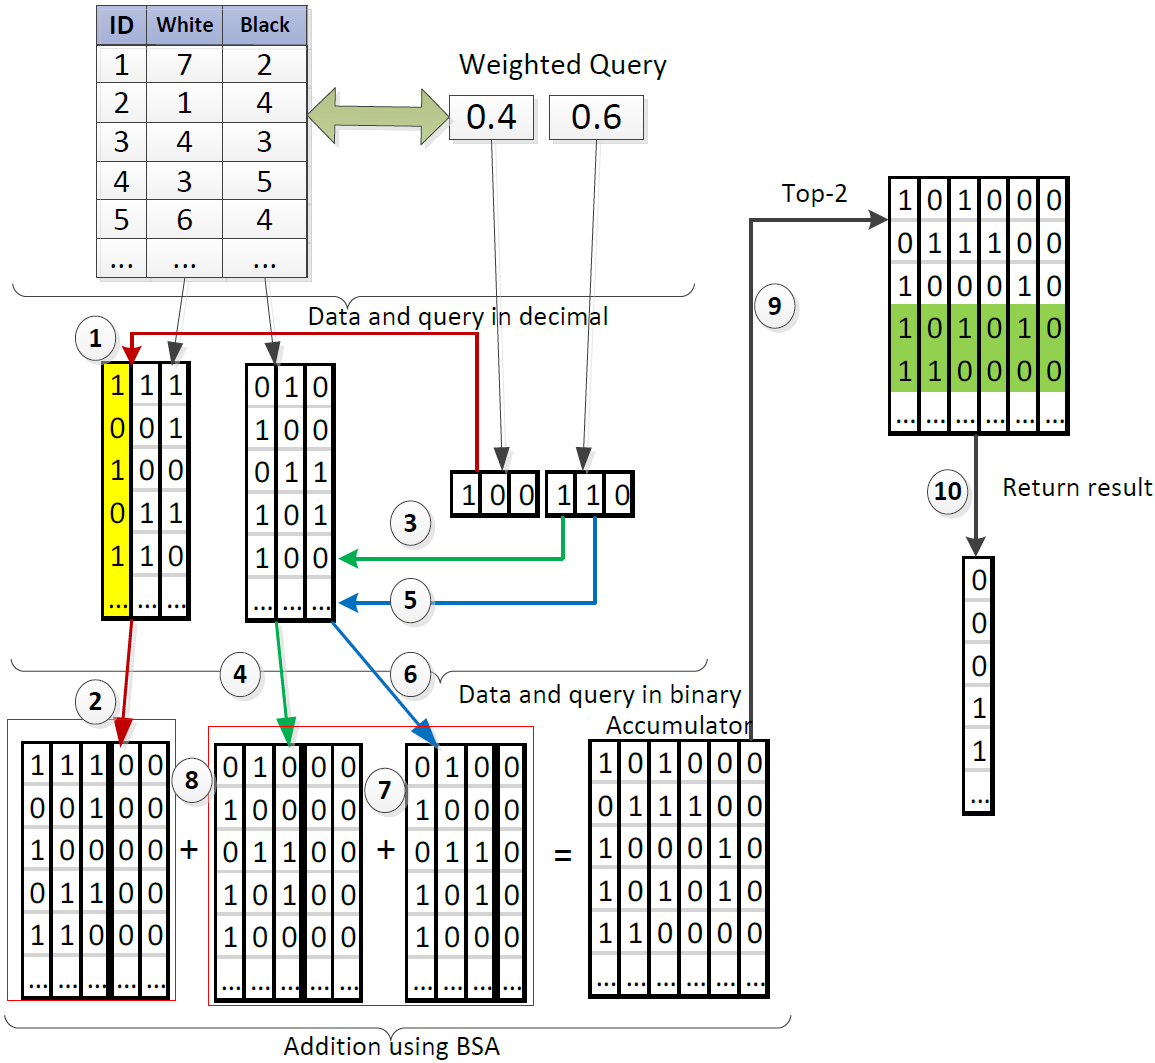 ID White Black
1 7 2
2 1 4
3 4 3
4 3 5
5 6 4
... ... ...
Weighted Query
0.4 0.6
Data and query in decimal
1
1 1 1
0 0 1
1 0 0
0 1 1
1 1 0
... ... ...
0 1 0
1 0 0
0 1 1
1 0 1
1 0 0
... ... ...
1 0 0 1 1 0
3
5
4
6
2
Data and query in binary
Accumulator
1 1 1 0 0
0 0 1 0 0
1 0 0 0 0
0 1 1 0 0
1 1 0 0 0
... ... ... ... ...
8
+
0 1 0 0 0
1 0 0 0 0
0 1 1 0 0
1 0 1 0 0
1 0 0 0 0
... ... ... ... ...
7
+
0 1 0 0
1 0 0 0
0 1 1 0
1 0 1 0
1 0 0 0
... ... ... ...
=
1 0 1 0 0 0
0 1 1 1 0 0
1 0 0 0 1 0
1 0 1 0 1 0
1 1 0 0 0 0
... ... ... ... ... ...
Addition using BSA
9
Top-2
1 0 1 0 0 0
0 1 1 1 0 0
1 0 0 0 1 0
1 0 1 0 1 0
1 1 0 0 0 0
... ... ... ... ... ...
10
Return result
0
0
0
1
1
...